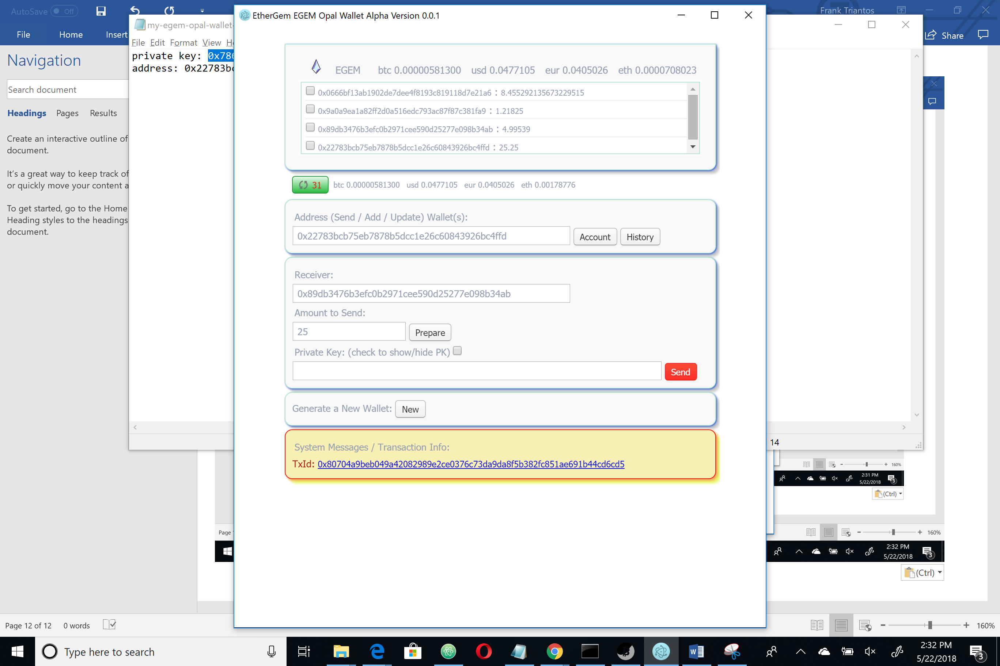 AutoSave Off
Frank Triantos
File Home Insert
Share
Navigation
Search document
Headings Pages Results
Create an interactive outline of
document.
It's a great way to keep track of
or quickly move your content a
To get started, go to the Home
Heading styles to the headings
document.
my-egem-opal-wallet-
File Edit Format View He
private key: 0x786
address: 0x22783bc
14
EtherGem EGEM Opal Wallet Alpha Version 0.0.1
EGEM btc 0.00000581300 usd 0.0477105 eur 0.0405026 eth 0.0000708023
0x0666bf13ab1902de7dee4f8193c819118d7e21a6 : 8.455292135673229515
0x9a0a9ea1a82ff2d0a516edc793ac87f87c381fa9 : 1.21825
0x89db3476b3efc0b2971cee590d25277e098b34ab : 4.99539
0x22783bcb75eb7878b5dcc1e26c60843926bc4ffd : 25.25
31 btc 0.00000581300 usd 0.0477105 eur 0.0405026 eth 0.00178776
Address (Send / Add / Update) Wallet(s):
0x22783bcb75eb7878b5dcc1e26c60843926bc4ffd Account History
Receiver:
0x89db3476b3efc0b2971cee590d25277e098b34ab
Amount to Send:
25 Prepare
Private Key: (check to show/hide PK)
Send
Generate a New Wallet: New
System Messages / Transaction Info:
TxId: 0x80704a9beb049a42082989e2ce0376c73da9da8f5b382fc851ae691b44cd6cd5
160%
2:31 PM
5/22/2018
3
(Ctrl)
Page 1
160%
2:32 PM
5/22/2018
3
(Ctrl)
Page 12 of 12 0 words
160%
Type here to search
2:32 PM
5/22/2018
3